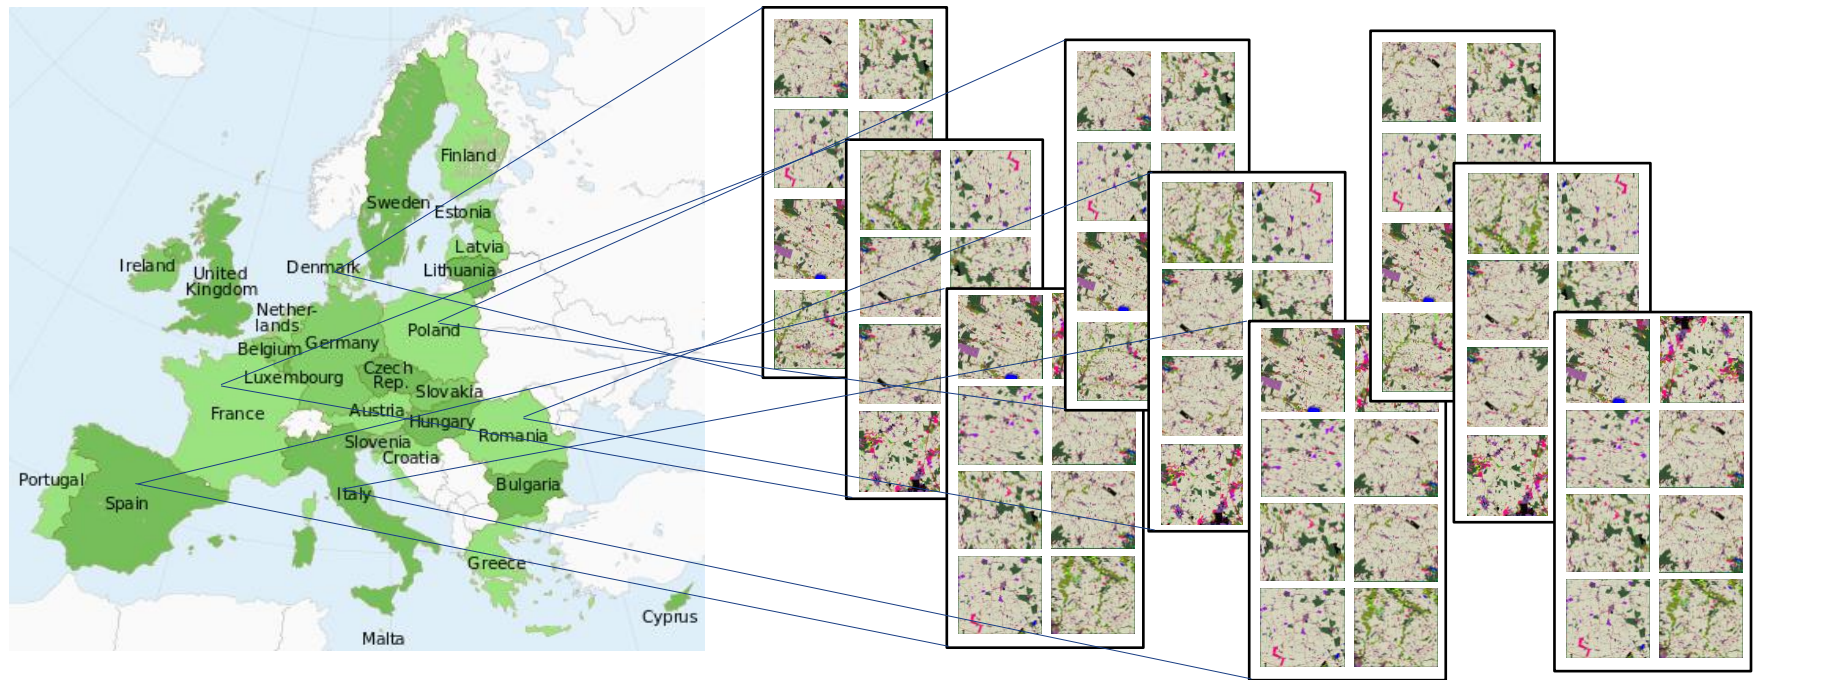 Finland
Sweden
Estonia
Latvia
Lithuania
Denmark
Ireland
United
Kingdom
Nether-
lands
Poland
Belgium
Germany
Luxembourg
Czech
Rep.
Slovakia
France
Austria
Hungary
Romania
Slovenia
Croatia
Portugal
Spain
Italy
Bulgaria
Greece
Cyprus
Malta